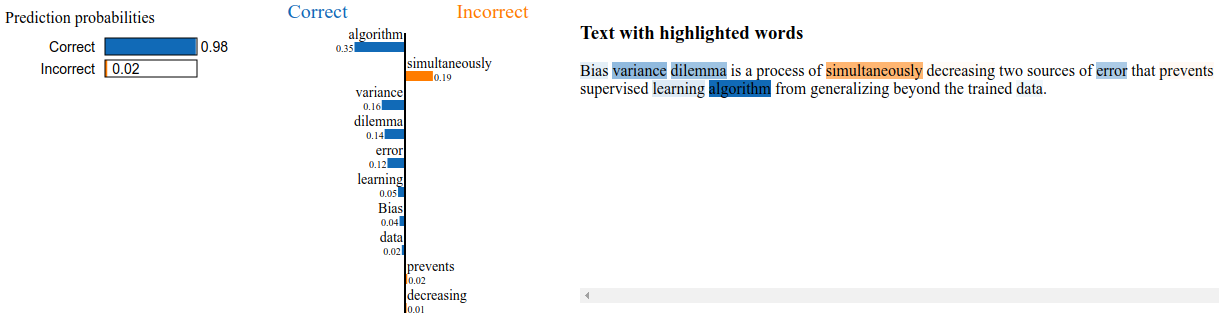 Prediction probabilities
Correct 0.98
Incorrect 0.02
Correct Incorrect
algorithm
0.35
simultaneously
0.19
variance
0.16
dilemma
0.14
error
0.12
learning
0.05
Bias
0.04
data
0.02
prevents
0.02
decreasing
0.01
Text with highlighted words
Bias variance dilemma is a process of simultaneously decreasing two sources of error that prevents
supervised learning algorithm from generalizing beyond the trained data.